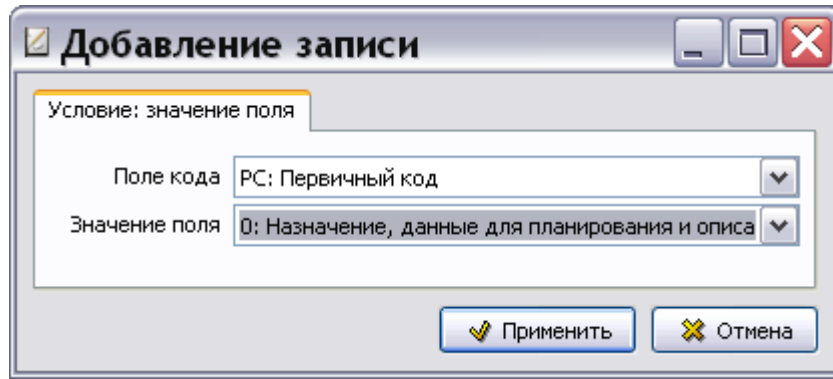 Добавление записи
Условие: значение поля
Поле кода PC: Первичный код
Значение поля 0: Назначение, данные для планирования и описа
Применить Отмена